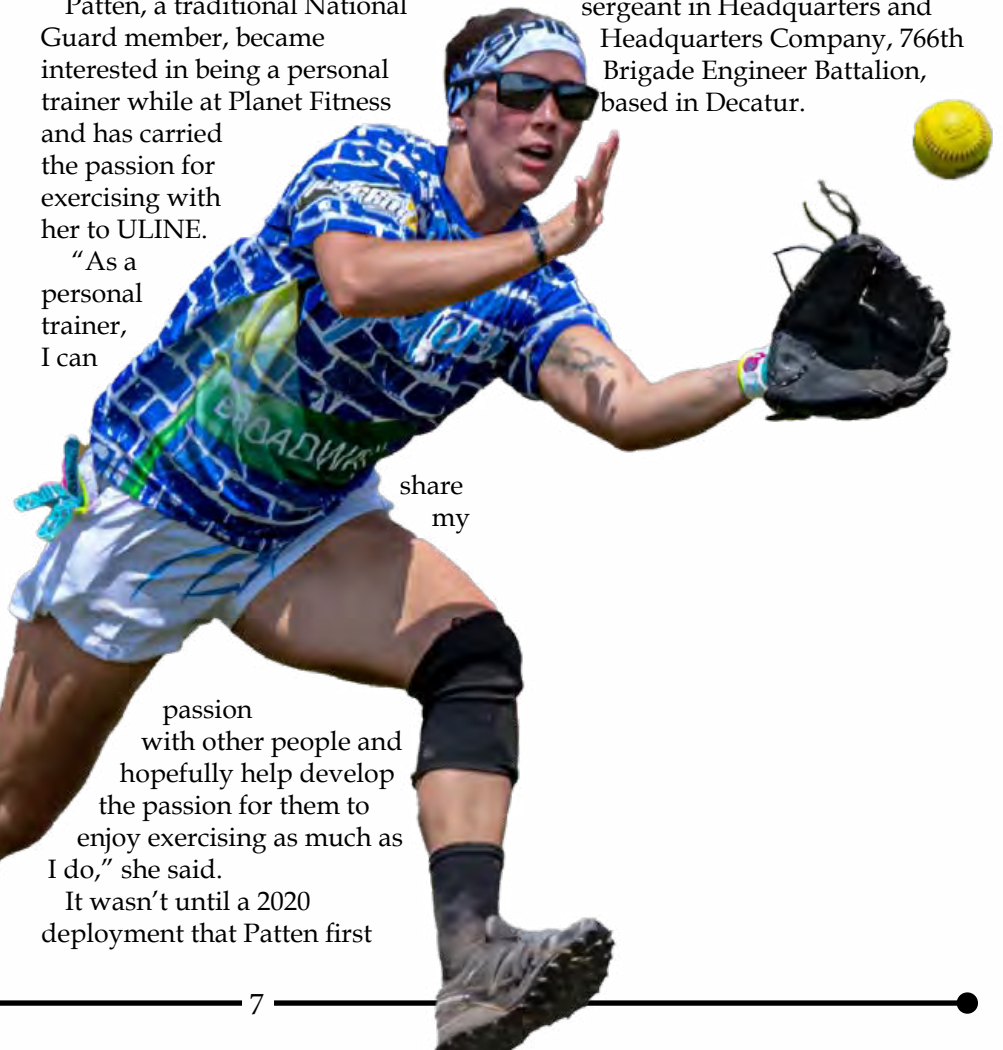 Patten, a traditional National
Guard member, became
interested in being a personal
trainer while at Planet Fitness
and has carried
the passion for
exercising with
her to ULINE.
“As a
personal
trainer,
I can
share
my
passion
with other people and
hopefully help develop
the passion for them to
enjoy exercising as much as
I do,” she said.
It wasn’t until a 2020
deployment that Patten first
sergeant in Headquarters and
Headquarters Company, 766th
Brigade Engineer Battalion,
based in Decatur.
BROADWAY
7